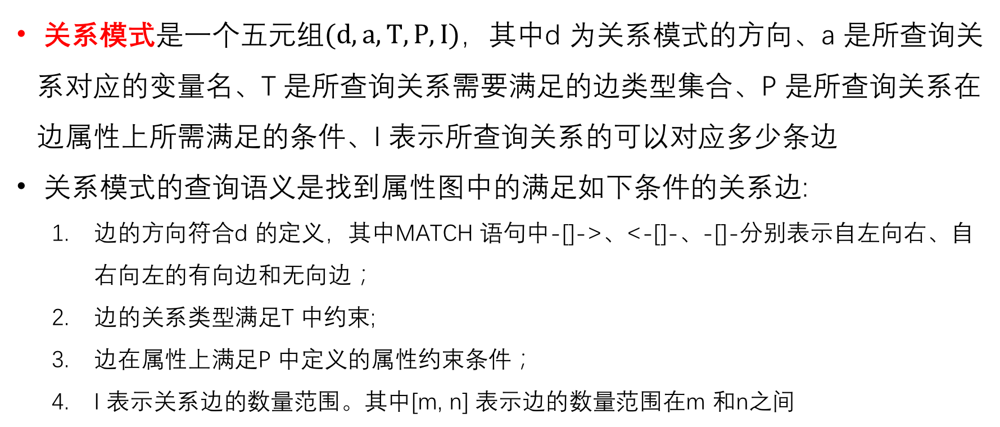 • 关系模式是一个五元组(d, a, T, P, I)，其中d 为关系模式的方向、a 是所查询关
系对应的变量名、T 是所查询关系需要满足的边类型集合、P 是所查询关系在
边属性上所需满足的条件、I 表示所查询关系的可以对应多少条边
• 关系模式的查询语义是找到属性图中的满足如下条件的关系边:
1. 边的方向符合d 的定义，其中MATCH 语句中-[]->、<-[]-、-[]-分别表示自左向右、自
右向左的有向边和无向边；
2. 边的关系类型满足T 中约束;
3. 边在属性上满足P 中定义的属性约束条件；
4. I 表示关系边的数量范围。其中[m, n] 表示边的数量范围在m 和n之间